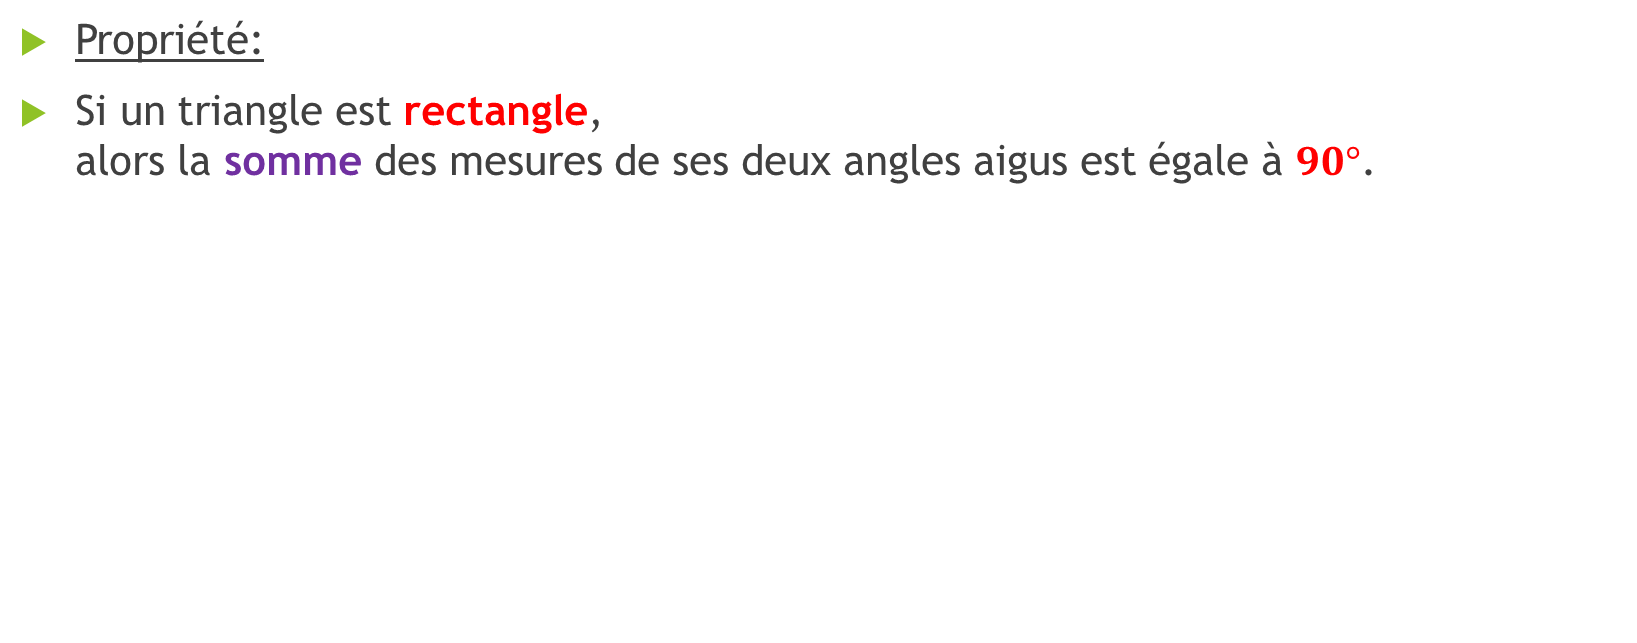 Propriété:
Si un triangle est rectangle,
alors la somme des mesures de ses deux angles aigus est égale à 90°.